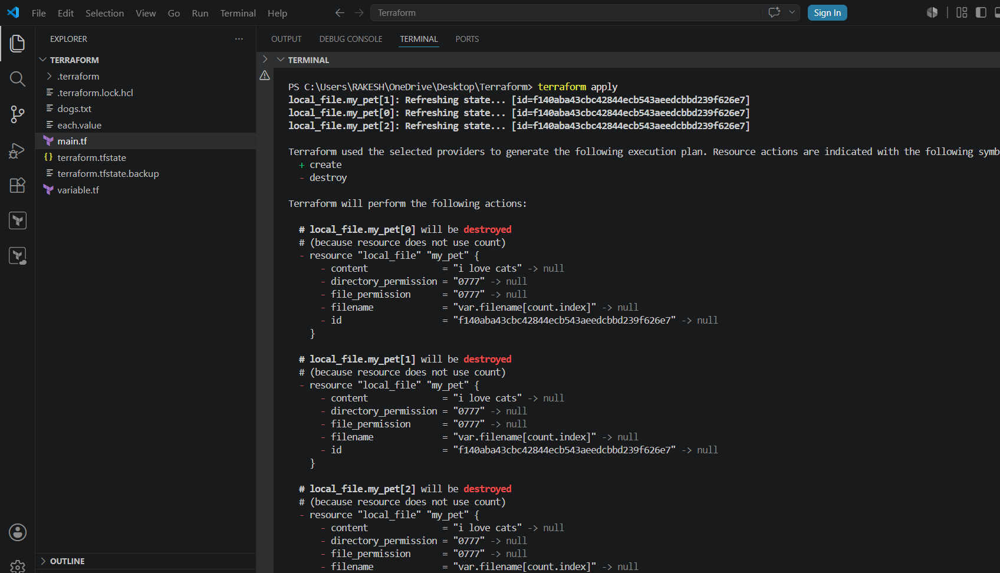 File Edit Selection View Go Run Terminal Help
Terraform
Sign In
EXPLORER
TERRAFORM
.terraform
.terraform.lock.hcl
dogs.txt
each.value
main.tf
terraform.tfstate
terraform.tfstate.backup
variable.tf
OUTLINE
OUTPUT DEBUG CONSOLE TERMINAL PORTS
TERMINAL
PS C:\Users\RAKESH\OneDrive\Desktop\Terraform> terraform apply
local_file.my_pet[1]: Refreshing state... [id=f140aba43cbc42844ecb543aeedcbbd239f626e7]
local_file.my_pet[0]: Refreshing state... [id=f140aba43cbc42844ecb543aeedcbbd239f626e7]
local_file.my_pet[2]: Refreshing state... [id=f140aba43cbc42844ecb543aeedcbbd239f626e7]
Terraform used the selected providers to generate the following execution plan. Resource actions are indicated with the following symb
+ create
- destroy
Terraform will perform the following actions:
# local_file.my_pet[0] will be destroyed
# (because resource does not use count)
- resource "local_file" "my_pet" {
- content = "i love cats" -> null
- directory_permission = "0777" -> null
- file_permission = "0777" -> null
- filename = "var.filename[count.index]" -> null
- id = "f140aba43cbc42844ecb543aeedcbbd239f626e7" -> null
}
# local_file.my_pet[1] will be destroyed
# (because resource does not use count)
- resource "local_file" "my_pet" {
- content = "i love cats" -> null
- directory_permission = "0777" -> null
- file_permission = "0777" -> null
- filename = "var.filename[count.index]" -> null
- id = "f140aba43cbc42844ecb543aeedcbbd239f626e7" -> null
}
# local_file.my_pet[2] will be destroyed
# (because resource does not use count)
- resource "local_file" "my_pet" {
- content = "i love cats" -> null
- directory_permission = "0777" -> null
- file_permission = "0777" -> null
- filename = "var.filename[count.index]" -> null